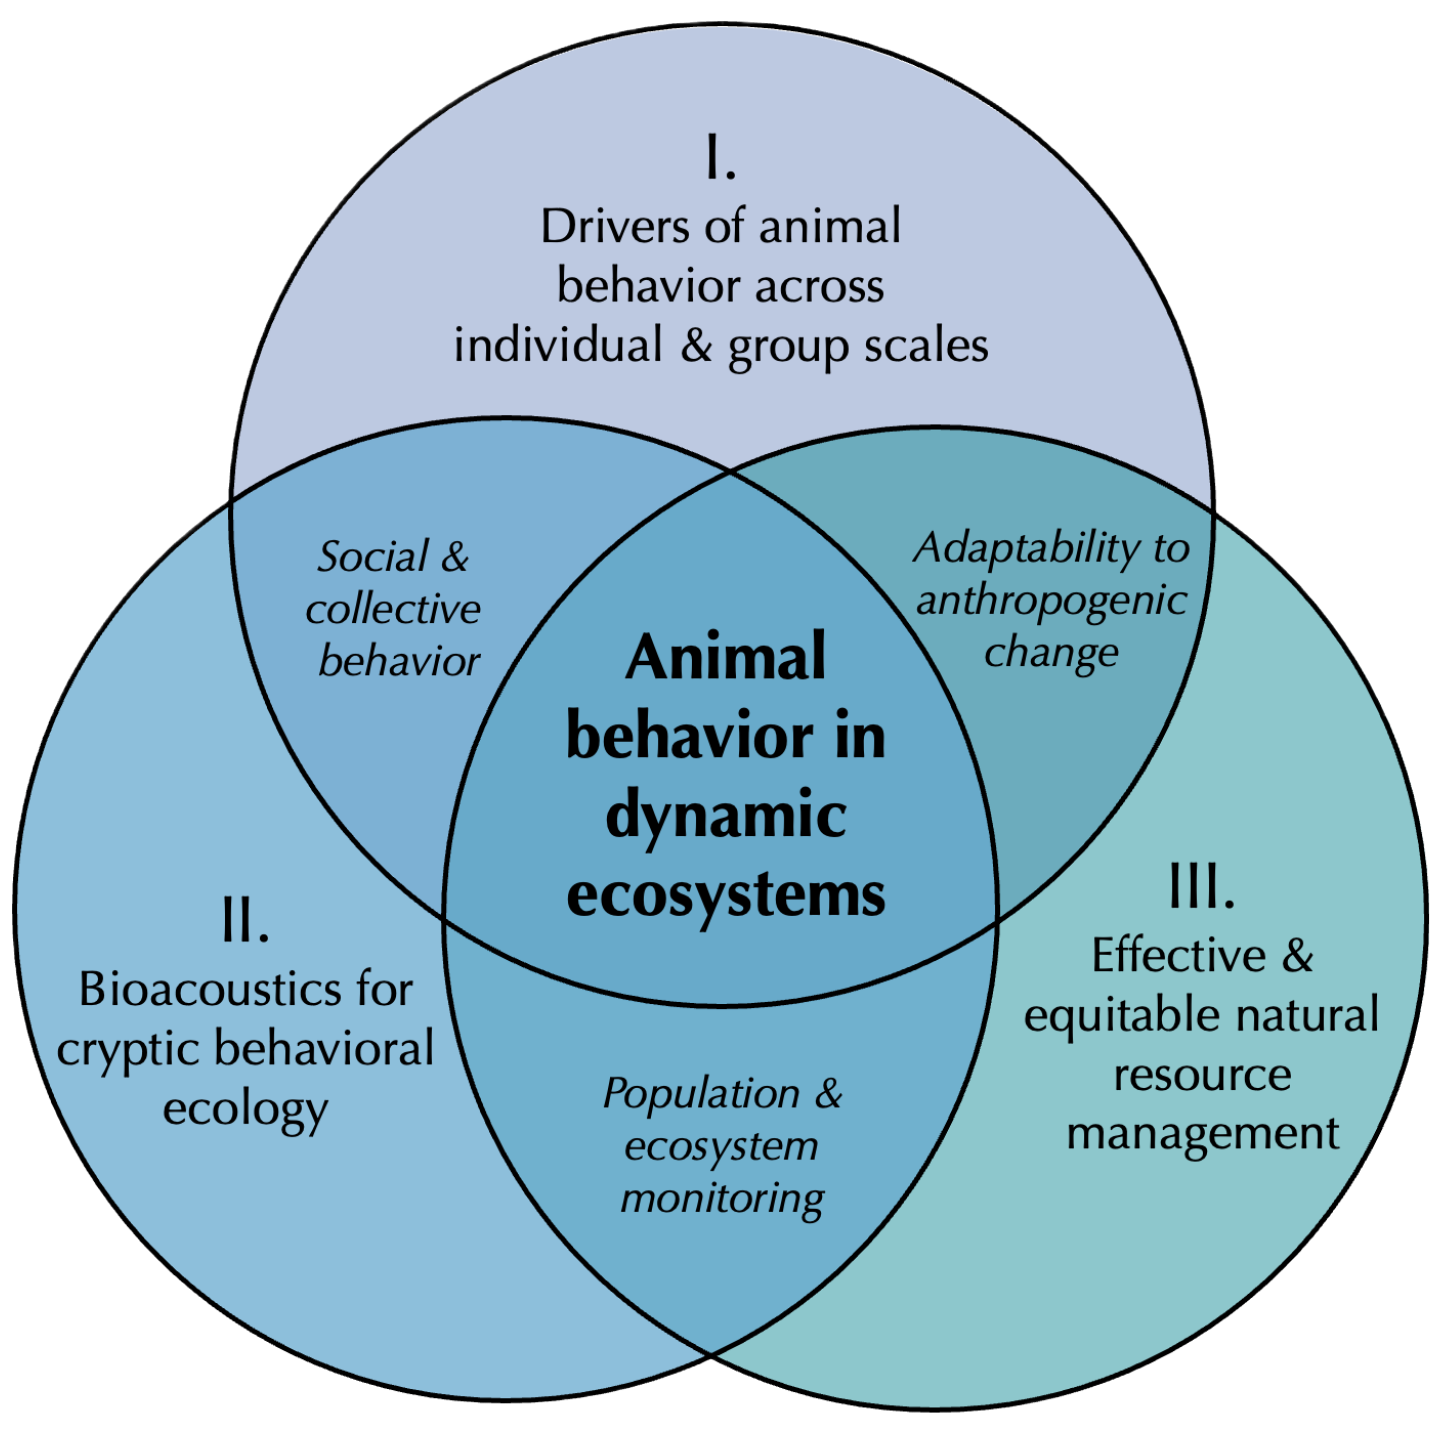 I.
Drivers of animal
behavior across
individual & group scales
Social &
collective
behavior
Adaptability to
anthropogenic
change
Animal
behavior in
dynamic
ecosystems
II.
Bioacoustics for
cryptic behavioral
ecology
III.
Effective &
equitable natural
resource
management
Population &
ecosystem
monitoring